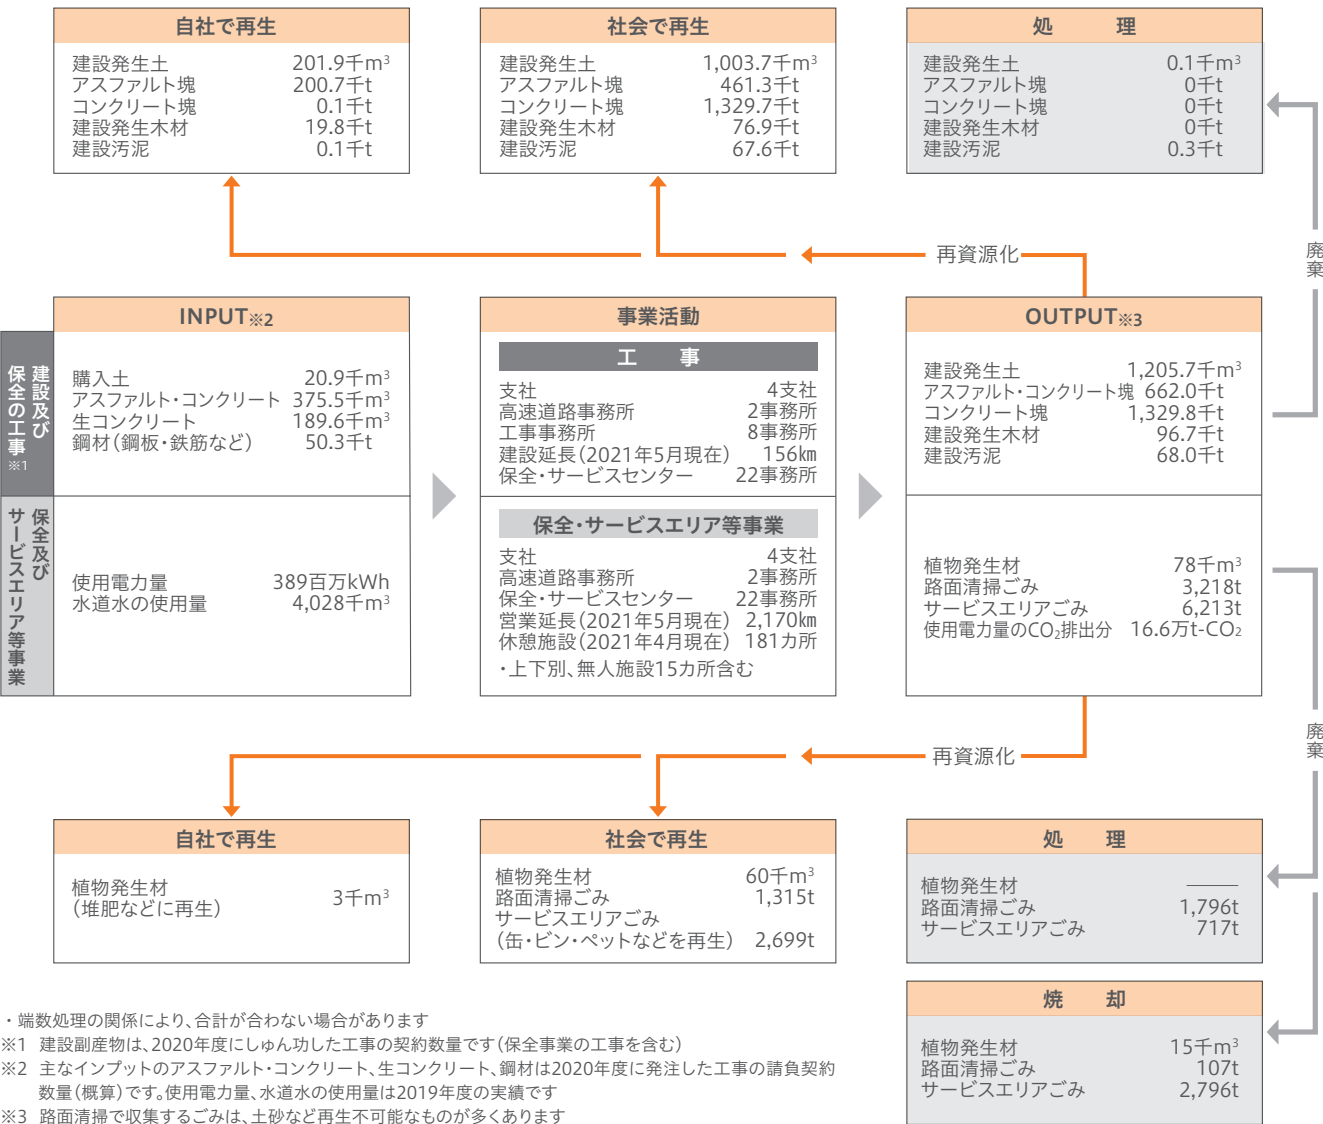 自社で再生
建設発生土 201.9千m³
アスファルト塊 200.7千t
コンクリート塊 0.1千t
建設発生木材 19.8千t
建設汚泥 0.1千t
社会で再生
建設発生土 1,003.7千m³
アスファルト塊 461.3千t
コンクリート塊 1,329.7千t
建設発生木材 76.9千t
建設汚泥 67.6千t
処　理
建設発生土 0.1千m³
アスファルト塊 0千t
コンクリート塊 0千t
建設発生木材 0千t
建設汚泥 0.3千t
再資源化
廃棄
建設及び
保全の工事※1
INPUT※2
購入土 20.9千m³
アスファルト・コンクリート 375.5千m³
生コンクリート 189.6千m³
鋼材(鋼板・鉄筋など) 50.3千t
事業活動
工　事
支社 4支社
高速道路事務所 2事務所
工事事務所 8事務所
建設延長(2021年5月現在) 156㎞
保全・サービスセンター 22事務所
OUTPUT※3
建設発生土 1,205.7千m³
アスファルト・コンクリート塊 662.0千t
コンクリート塊 1,329.8千t
建設発生木材 96.7千t
建設汚泥 68.0千t
保全及び
サービスエリア等事業
使用電力量 389百万kWh
水道水の使用量 4,028千m³
保全・サービスエリア等事業
支社 4支社
高速道路事務所 2事務所
保全・サービスセンター 22事務所
営業延長(2021年5月現在) 2,170㎞
休憩施設(2021年4月現在) 181カ所
・上下別、無人施設15カ所含む
植物発生材 78千m³
路面清掃ごみ 3,218t
サービスエリアごみ 6,213t
使用電力量のCO₂排出分 16.6万t-CO₂
再資源化
廃棄
自社で再生
植物発生材
(堆肥などに再生) 3千m³
社会で再生
植物発生材 60千m³
路面清掃ごみ 1,315t
サービスエリアごみ
(缶・ビン・ペットなどを再生) 2,699t
処　理
植物発生材 ――
路面清掃ごみ 1,796t
サービスエリアごみ 717t
焼　却
植物発生材 15千m³
路面清掃ごみ 107t
サービスエリアごみ 2,796t
・端数処理の関係により、合計が合わない場合があります
※1 建設副産物は、2020年度にしゅん功した工事の契約数量です(保全事業の工事を含む)
※2 主なインプットのアスファルト・コンクリート、生コンクリート、鋼材は2020年度に発注した工事の請負契約
数量(概算)です。使用電力量、水道水の使用量は2019年度の実績です
※3 路面清掃で収集するごみは、土砂など再生不可能なものが多くあります